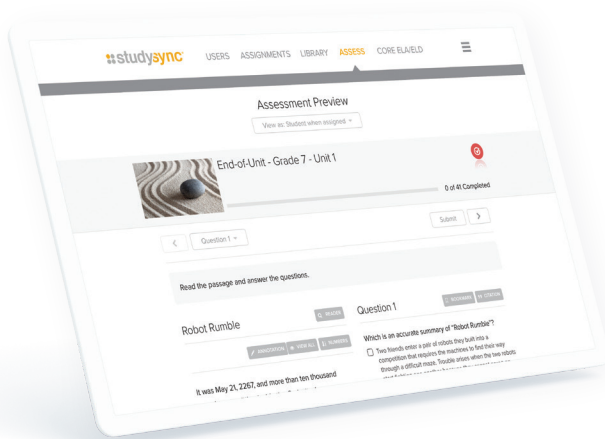 studysync
USERS ASSIGNMENTS LIBRARY ASSESS CORE ELA/ELD
Assessment Preview
View as: Student when assigned
End-of-Unit - Grade 7 - Unit 1
0 of 41 Completed
Question 1
Submit
Read the passage and answer the questions.
Robot Rumble
READER
ANNOTATION
VIEW ALL
NUMBERS
It was May 21, 2267, and more than ten thousand
Question 1
BOOKMARK
Which is an accurate summary of "Robot Rumble"?
Two friends enter a pair of robots they built into a
competition that requires the machines to find their way
through a difficult maze. Trouble arises when the two robots